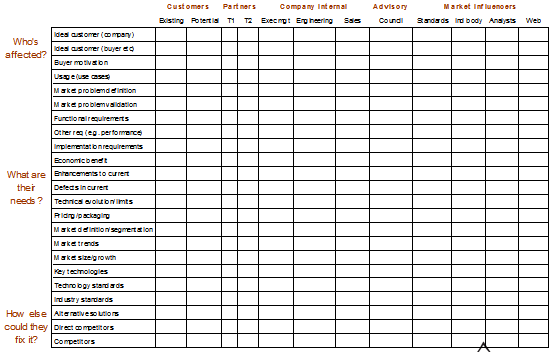 Customers Partners Company Internal Advisory Market Influencers
Existing Potential T1 T2 Exec mgt Engineering Sales Council Standards Ind body Analysts Web
Who's
affected?
Ideal customer (company)
Ideal customer (buyer etc)
Buyer motivation
Usage (use cases)
Market problem definition
Market problem validation
Functional requirements
Other req (e.g. performance)
Implementation requirements
Economic benefit
What are
their
needs?
Enhancements to current
Defects in current
Technical evolution/limits
Pricing/packaging
Market definition/segmentation
Market trends
Market size/growth
Key technologies
Technology standards
Industry standards
How else
could they
fix it?
Alternative solutions
Direct competitors
Competitors